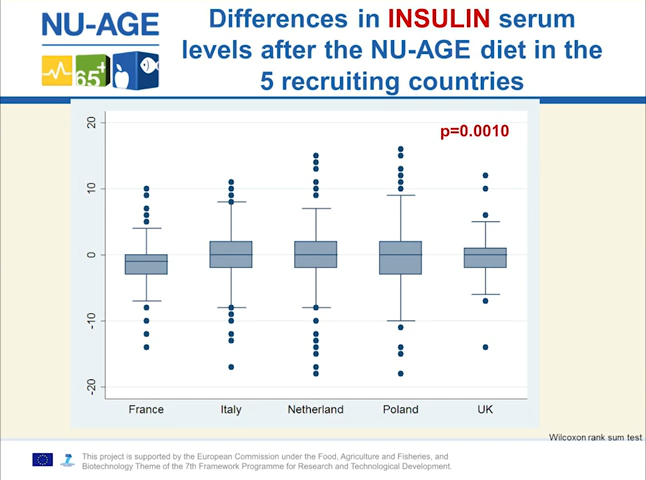 NU-AGE
65+
Differences in INSULIN serum
levels after the NU-AGE diet in the
5 recruiting countries
p=0.0010
20
10
0
-10
-20
France Italy Netherland Poland UK
Wilcoxon rank sum test
This project is supported by the European Commission under the Food, Agriculture and Fisheries, and
Biotechnology Theme of the 7th Framework Programme for Research and Technological Development.